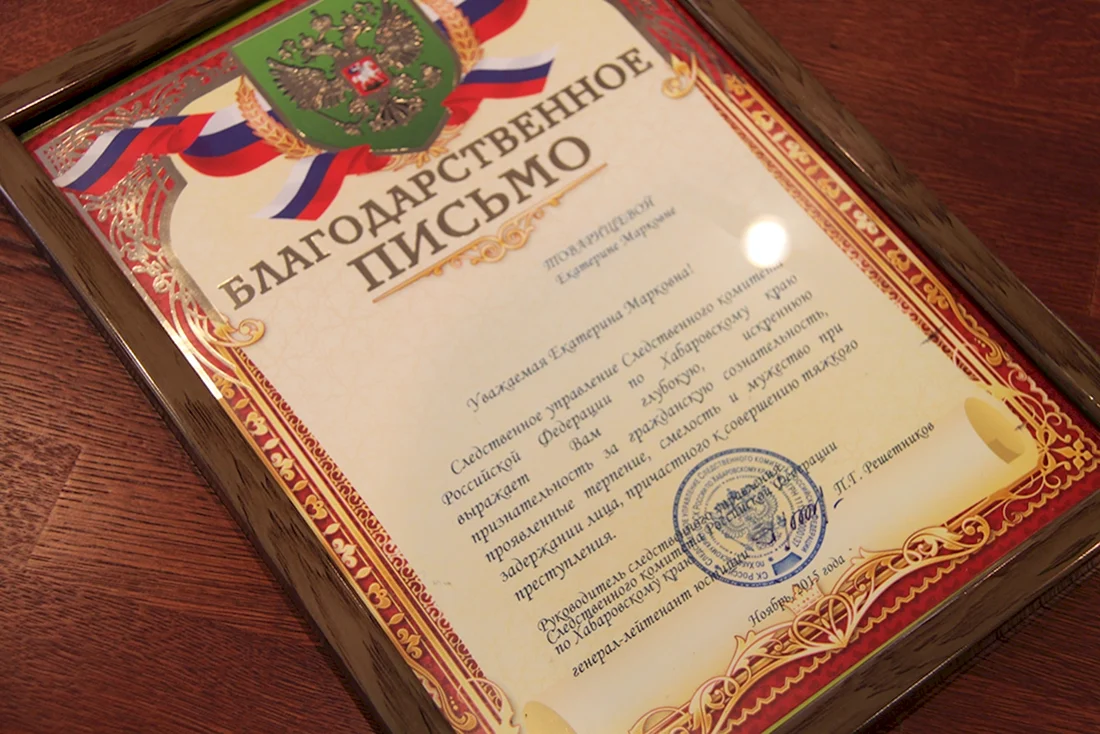 БЛАГОДАРСТВЕННОЕ
ПИСЬМО
ТОВАРИЩЕВОЙ
Екатерине Марковне
Уважаемая Екатерина Марковна!
Следственное управление Следственного комитета
Российской Федерации по Хабаровскому краю
выражает Вам глубокую, искреннюю
признательность за гражданскую сознательность,
проявленные терпение, смелость и мужество при
задержании лица, причастного к совершению тяжкого
преступления.
Руководитель следственного управления
Следственного комитета Российской Федерации
по Хабаровскому краю
генерал-лейтенант юстиции П.Г. Решетников
Ноябрь 2015 года